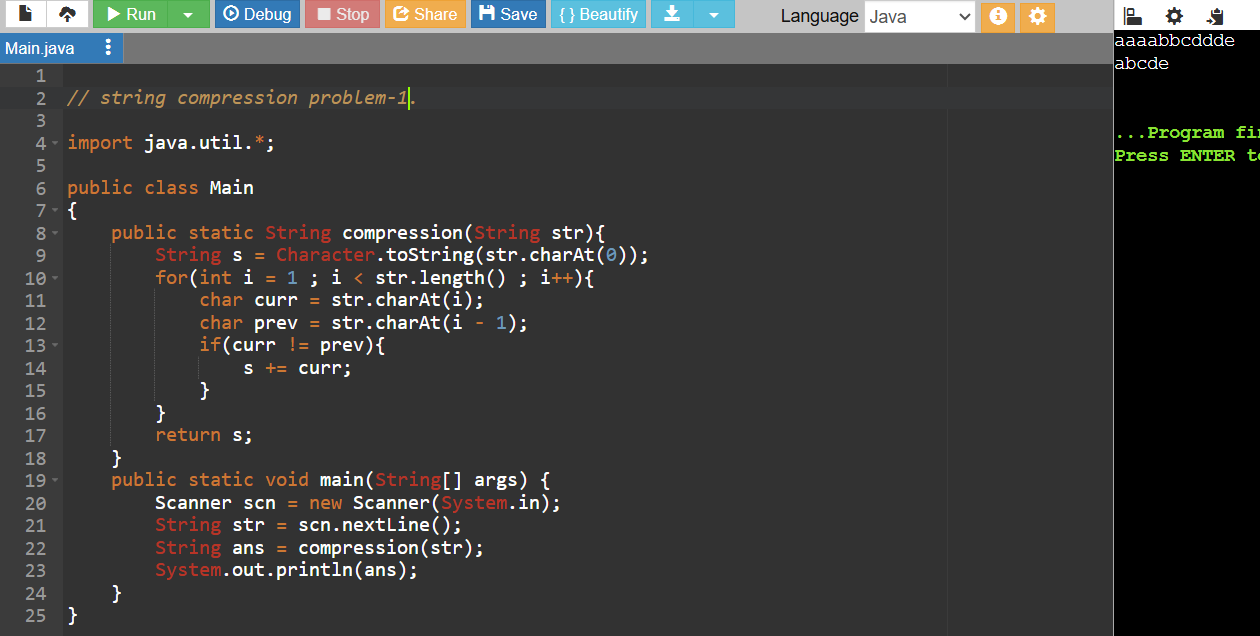 Run Debug Stop Share Save { } Beautify Language Java
Main.java
1
2 // string compression problem-1.
3
4 import java.util.*;
5
6 public class Main
7 {
8 public static String compression(String str){
9 String s = Character.toString(str.charAt(0));
10 for(int i = 1 ; i < str.length() ; i++){
11 char curr = str.charAt(i);
12 char prev = str.charAt(i - 1);
13 if(curr != prev){
14 s += curr;
15 }
16 }
17 return s;
18 }
19 public static void main(String[] args) {
20 Scanner scn = new Scanner(System.in);
21 String str = scn.nextLine();
22 String ans = compression(str);
23 System.out.println(ans);
24 }
25 }
aaaabbcddde
abcde
...Program fi
Press ENTER t